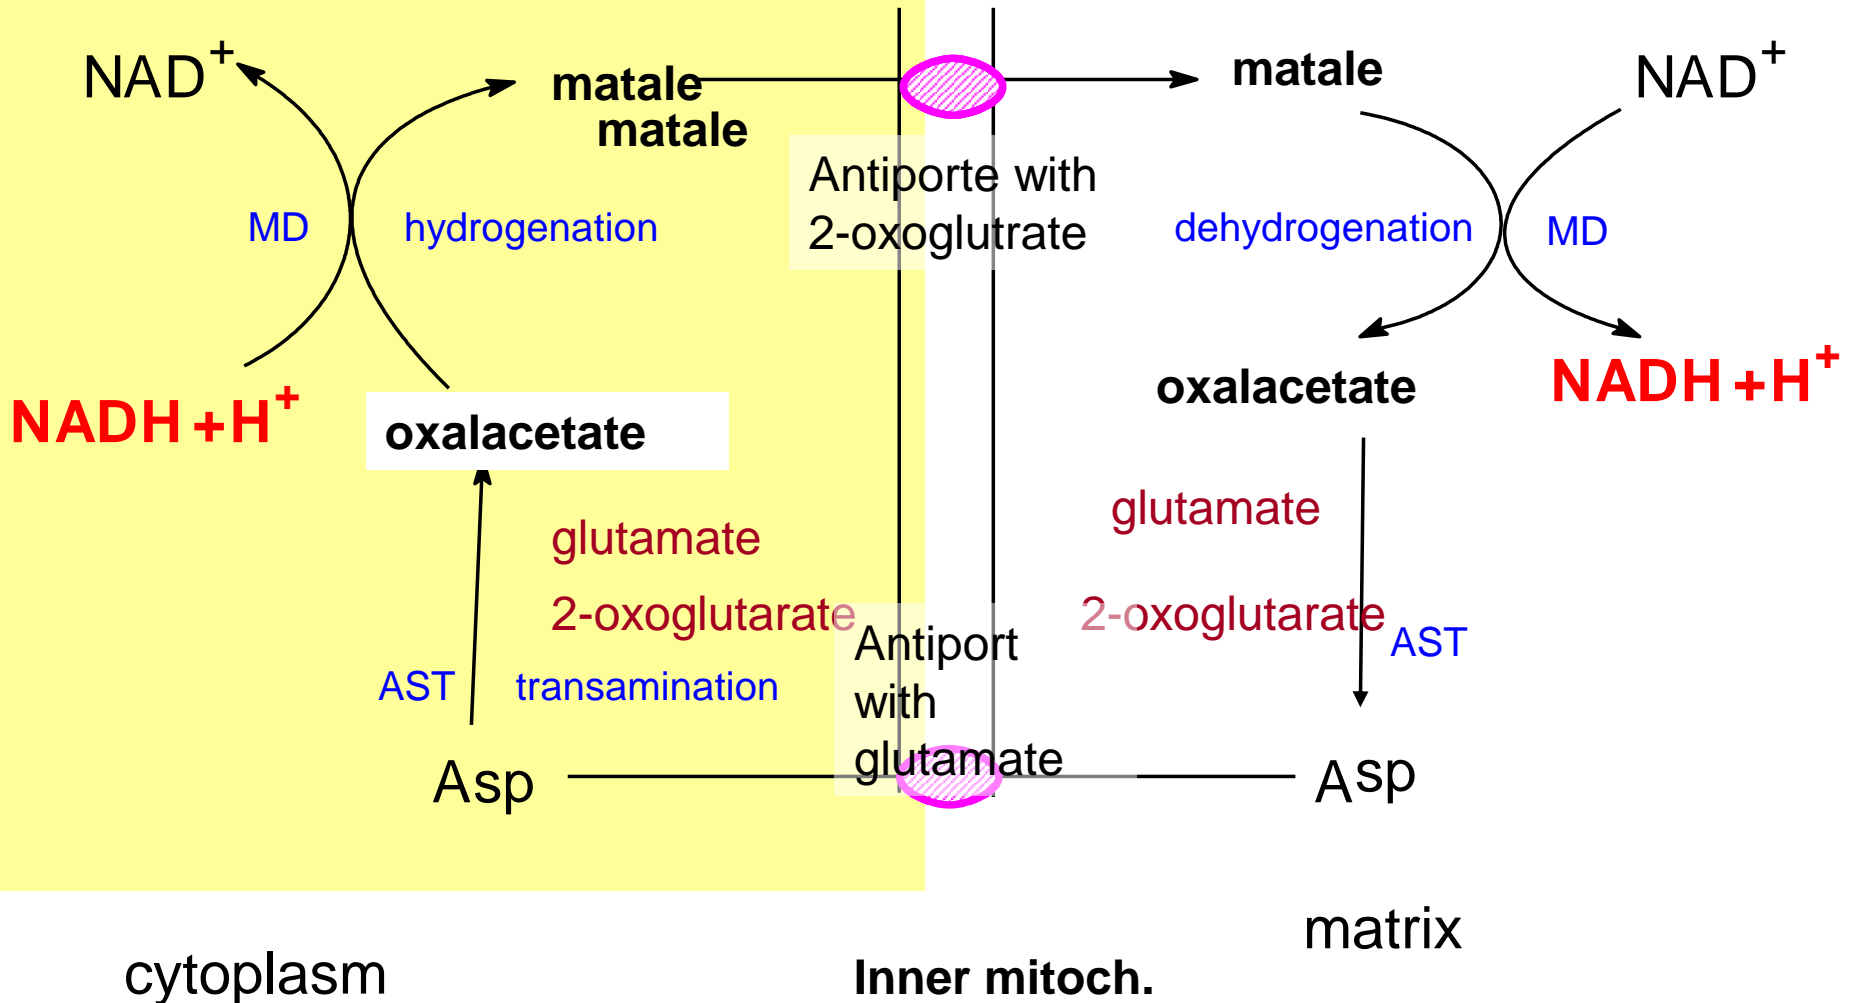 NAD+
matale
matale
matale
NAD+
Antiporte with
2-oxoglutrate
MD
hydrogenation
dehydrogenation
MD
NADH +H+
oxalacetate
oxalacetate
NADH +H+
glutamate
2-oxoglutarate
glutamate
2-oxoglutarate
AST
transamination
Antiport
with
glutamate
AST
Asp
Asp
cytoplasm
Inner mitoch.
matrix